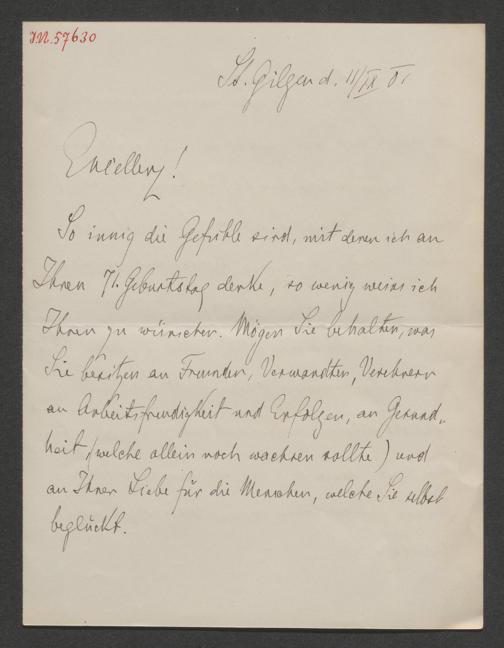 I.N. 57630
St. Gilgen d. 11/IX 01
Excellenz!
So innig die Gefühle sind, mit denen ich an
Ihren 71. Geburtstag denke, so wenig weiss ich
Ihnen zu wünschen. Mögen Sie behalten, was
Sie besitzen an Freunden, Verwandten, Verehrern
an Arbeitsfreudigkeit und Erfolgen, an Gesund„
heit (welche allein noch wachsen sollte) und
an Ihrer Liebe für die Menschen, welche Sie selbst
beglückt.